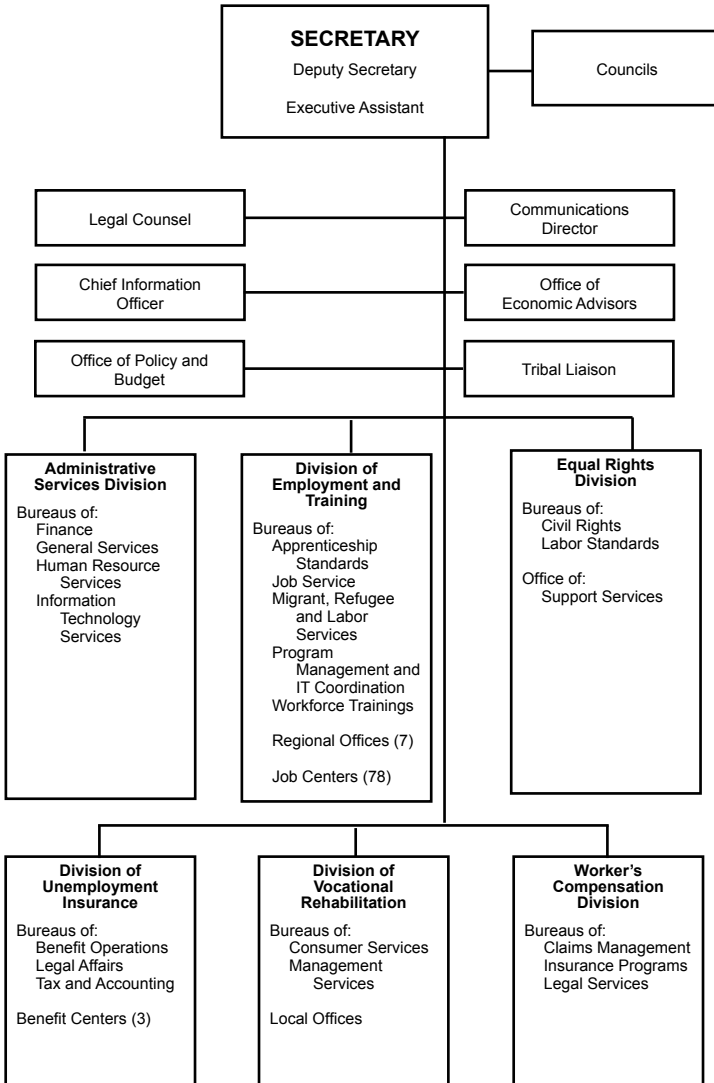 SECRETARY
Deputy Secretary
Executive Assistant
Councils
Legal Counsel
Communications
Director
Chief Information
Officer
Office of
Economic Advisors
Office of Policy and
Budget
Tribal Liaison
Administrative
Services Division
Bureaus of:
Finance
General Services
Human Resource
Services
Information
Technology
Services
Division of
Employment and
Training
Bureaus of:
Apprenticeship
Standards
Job Service
Migrant, Refugee
and Labor
Services
Program
Management and
IT Coordination
Workforce Trainings
Regional Offices (7)
Job Centers (78)
Equal Rights
Division
Bureaus of:
Civil Rights
Labor Standards
Office of:
Support Services
Division of
Unemployment
Insurance
Bureaus of:
Benefit Operations
Legal Affairs
Tax and Accounting
Benefit Centers (3)
Division of
Vocational
Rehabilitation
Bureaus of:
Consumer Services
Management
Services
Local Offices
Worker's
Compensation
Division
Bureaus of:
Claims Management
Insurance Programs
Legal Services